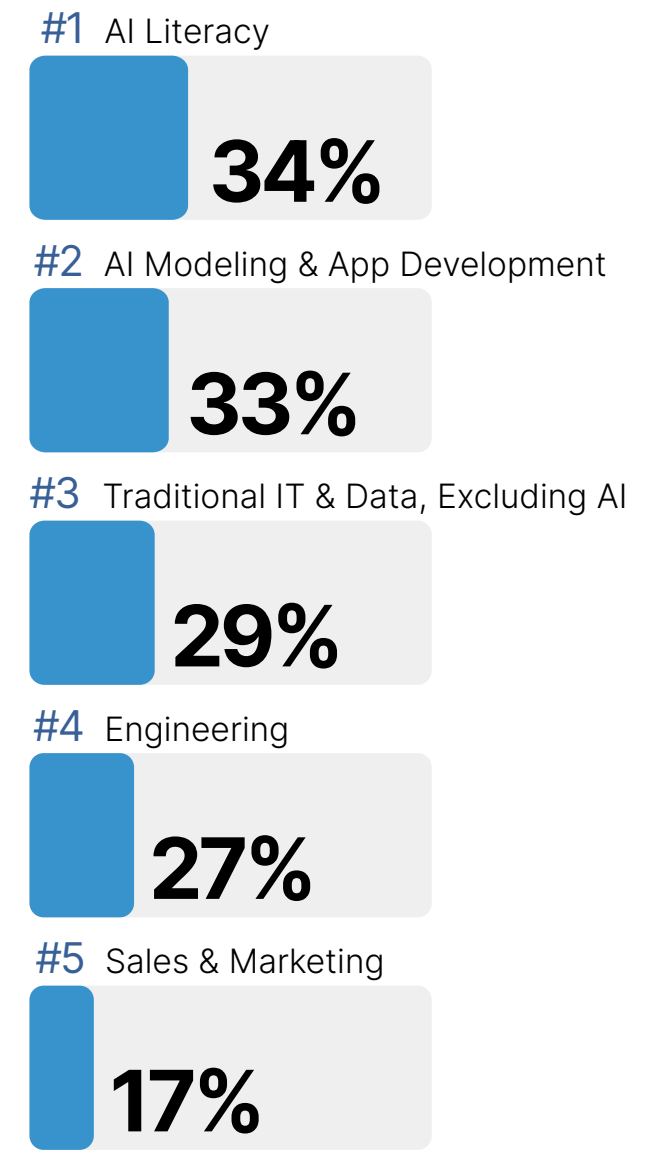 #1 AI Literacy
34%
#2 AI Modeling & App Development
33%
#3 Traditional IT & Data, Excluding AI
29%
#4 Engineering
27%
#5 Sales & Marketing
17%